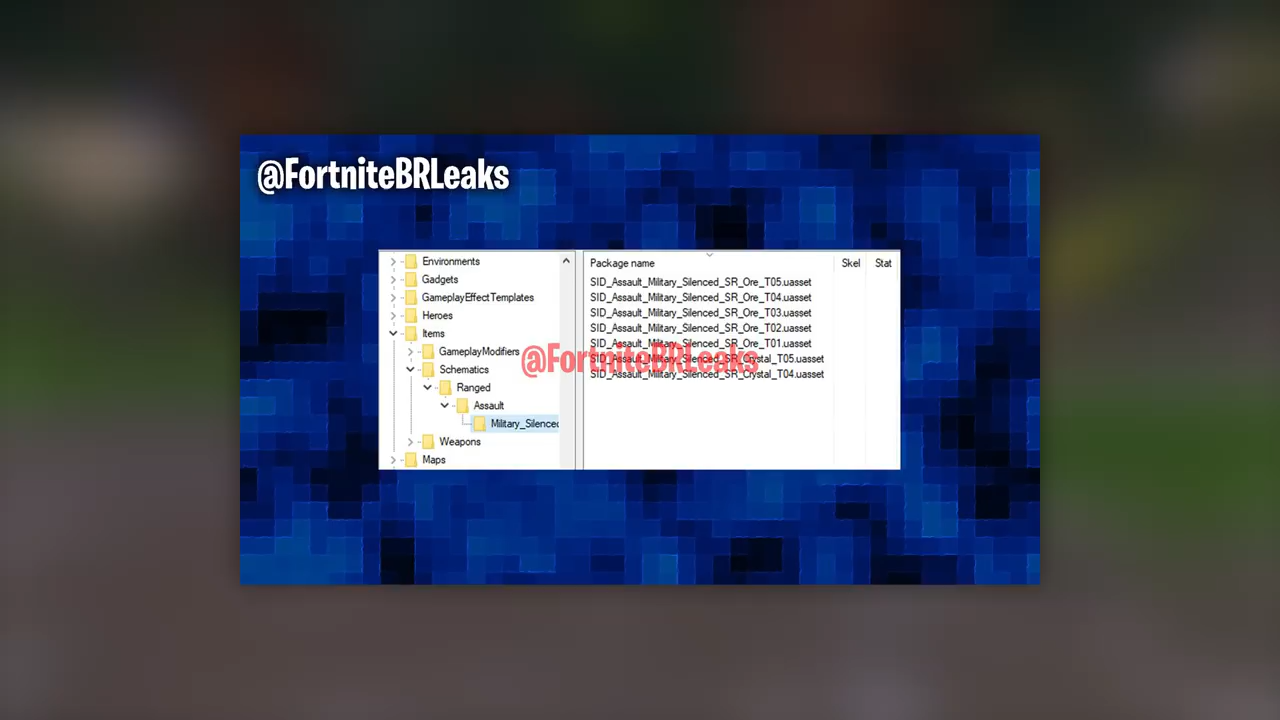 @FortniteBRLeaks
Environments
Gadgets
GameplayEffectTemplates
Heroes
Items
GameplayModifiers
Schematics
Ranged
Assault
Military_Silenced
Weapons
Maps
Package name Skel Stat
SID_Assault_Military_Silenced_SR_Ore_T05.uasset
SID_Assault_Military_Silenced_SR_Ore_T04.uasset
SID_Assault_Military_Silenced_SR_Ore_T03.uasset
SID_Assault_Military_Silenced_SR_Ore_T02.uasset
SID_Assault_Military_Silenced_SR_Ore_T01.uasset
SID_Assault_Military_Silenced_SR_Crystal_T05.uasset
SID_Assault_Military_Silenced_SR_Crystal_T04.uasset
@FortniteBRLeaks